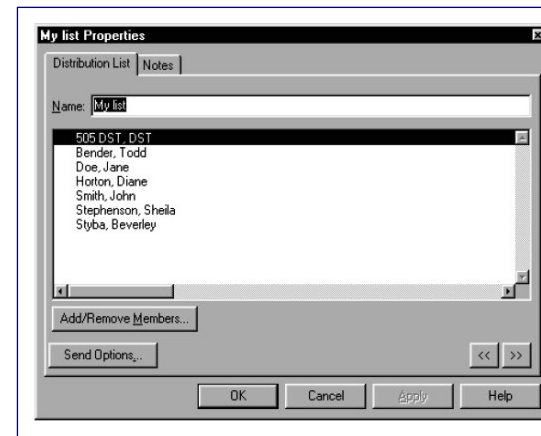 My list Properties
Distribution List Notes
Name: My list
505 DST, DST
Bender, Todd
Doe, Jane
Horton, Diane
Smith, John
Stephenson, Sheila
Styba, Beverley
Add/Remove Members...
Send Options... << >>
OK Cancel Apply Help